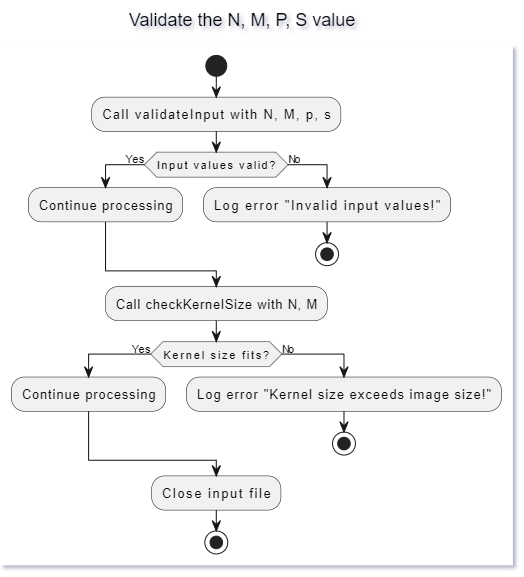 Validate the N, M, P, S value
Call validateInput with N, M, p, s
Yes
Input values valid?
No
Continue processing
Log error "Invalid input values!"
Call checkKernelSize with N, M
Yes
Kernel size fits?
No
Continue processing
Log error "Kernel size exceeds image size!"
Close input file